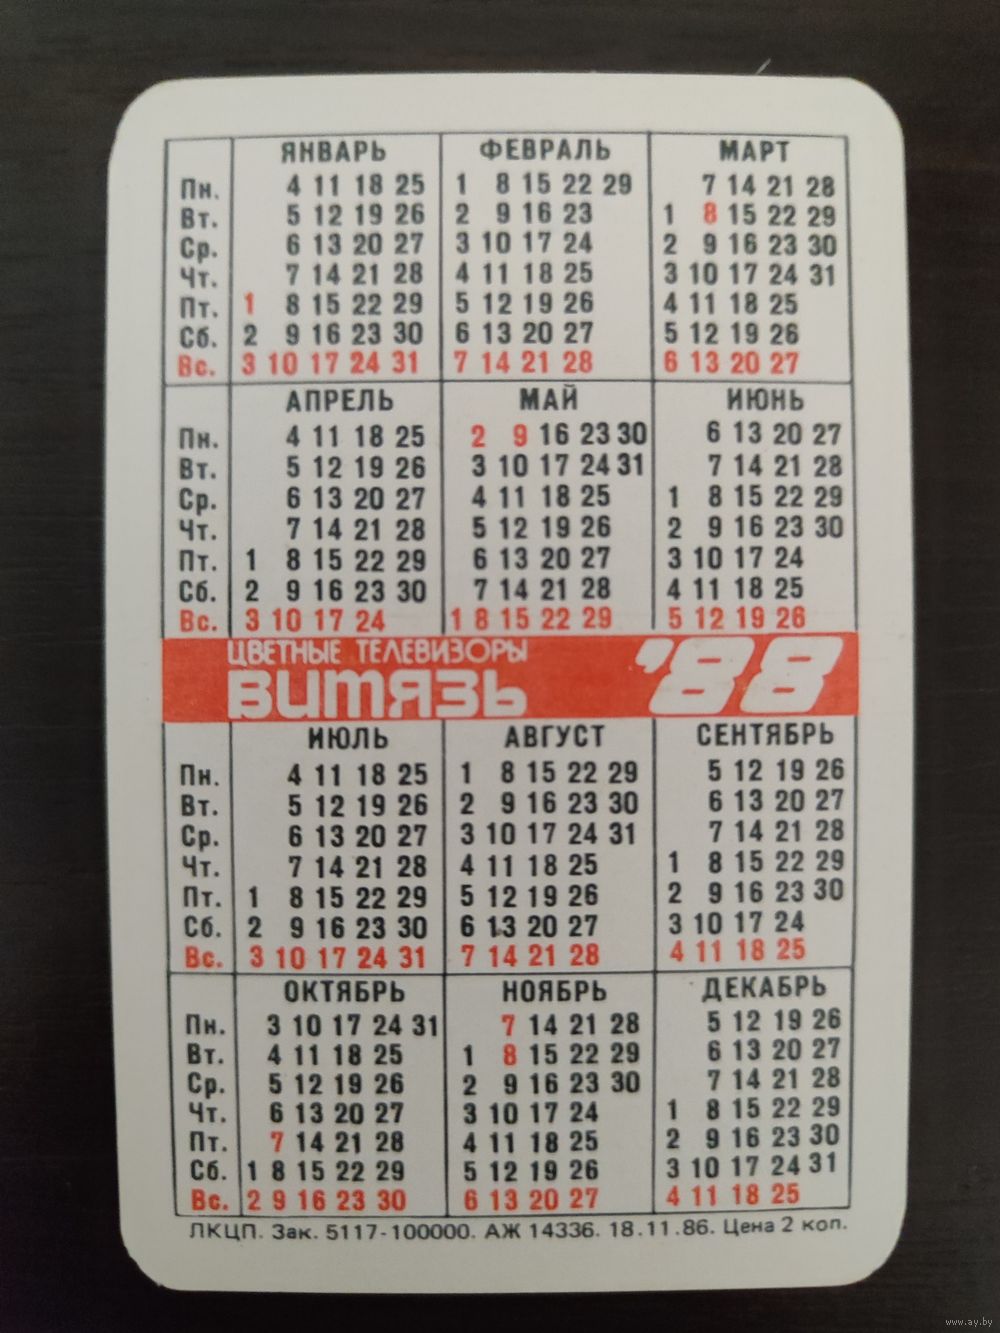 ЯНВАРЬ ФЕВРАЛЬ МАРТ
Пн. 4 11 18 25 1 8 15 22 29 7 14 21 28
Вт. 5 12 19 26 2 9 16 23 1 8 15 22 29
Ср. 6 13 20 27 3 10 17 24 2 9 16 23 30
Чт. 7 14 21 28 4 11 18 25 3 10 17 24 31
Пт. 1 8 15 22 29 5 12 19 26 4 11 18 25
Сб. 2 9 16 23 30 6 13 20 27 5 12 19 26
Вс. 3 10 17 24 31 7 14 21 28 6 13 20 27
АПРЕЛЬ МАЙ ИЮНЬ
Пн. 4 11 18 25 2 9 16 23 30 6 13 20 27
Вт. 5 12 19 26 3 10 17 24 31 7 14 21 28
Ср. 6 13 20 27 4 11 18 25 1 8 15 22 29
Чт. 7 14 21 28 5 12 19 26 2 9 16 23 30
Пт. 1 8 15 22 29 6 13 20 27 3 10 17 24
Сб. 2 9 16 23 30 7 14 21 28 4 11 18 25
Вс. 3 10 17 24 1 8 15 22 29 5 12 19 26
ЦВЕТНЫЕ ТЕЛЕВИЗОРЫ
ВИТЯЗЬ '88
ИЮЛЬ АВГУСТ СЕНТЯБРЬ
Пн. 4 11 18 25 1 8 15 22 29 5 12 19 26
Вт. 5 12 19 26 2 9 16 23 30 6 13 20 27
Ср. 6 13 20 27 3 10 17 24 31 7 14 21 28
Чт. 7 14 21 28 4 11 18 25 1 8 15 22 29
Пт. 1 8 15 22 29 5 12 19 26 2 9 16 23 30
Сб. 2 9 16 23 30 6 13 20 27 3 10 17 24
Вс. 3 10 17 24 31 7 14 21 28 4 11 18 25
ОКТЯБРЬ НОЯБРЬ ДЕКАБРЬ
Пн. 3 10 17 24 31 7 14 21 28 5 12 19 26
Вт. 4 11 18 25 1 8 15 22 29 6 13 20 27
Ср. 5 12 19 26 2 9 16 23 30 7 14 21 28
Чт. 6 13 20 27 3 10 17 24 1 8 15 22 29
Пт. 7 14 21 28 4 11 18 25 2 9 16 23 30
Сб. 1 8 15 22 29 5 12 19 26 3 10 17 24 31
Вс. 2 9 16 23 30 6 13 20 27 4 11 18 25
ЛКЦП. Зак. 5117-100000. АЖ 14336. 18.11.86. Цена 2 коп.
www.ay.by